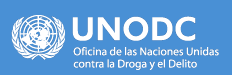 UNODC
Oficina de las Naciones Unidas
contra la Droga y el Delito